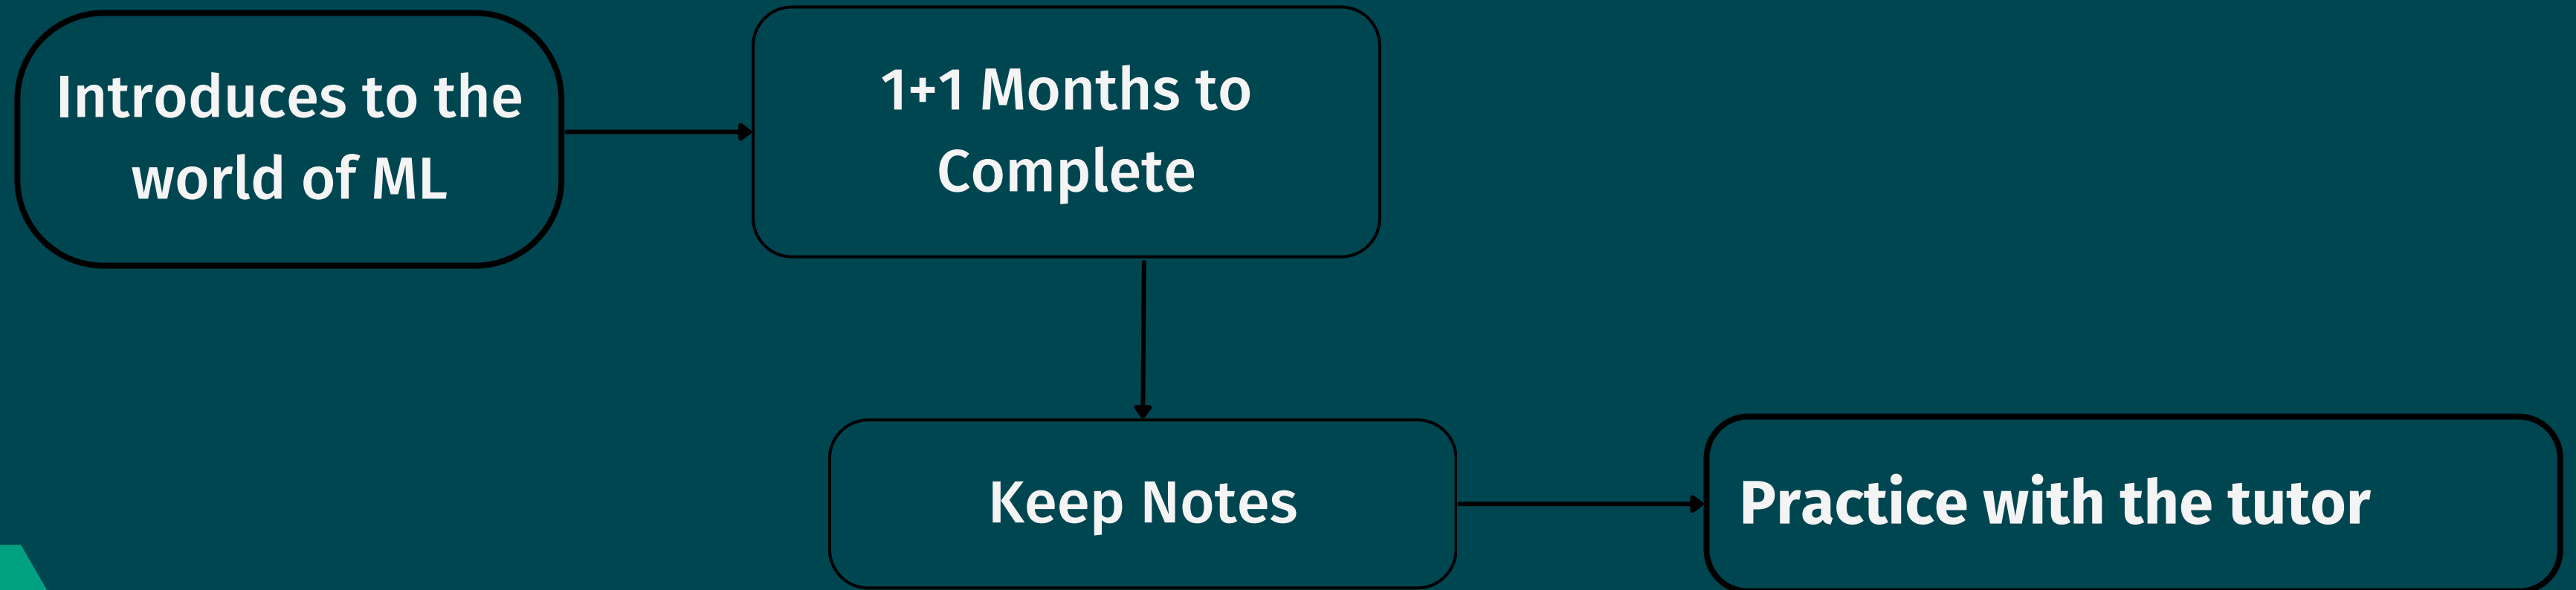 Introduces to the
world of ML
1+1 Months to
Complete
Keep Notes
Practice with the tutor